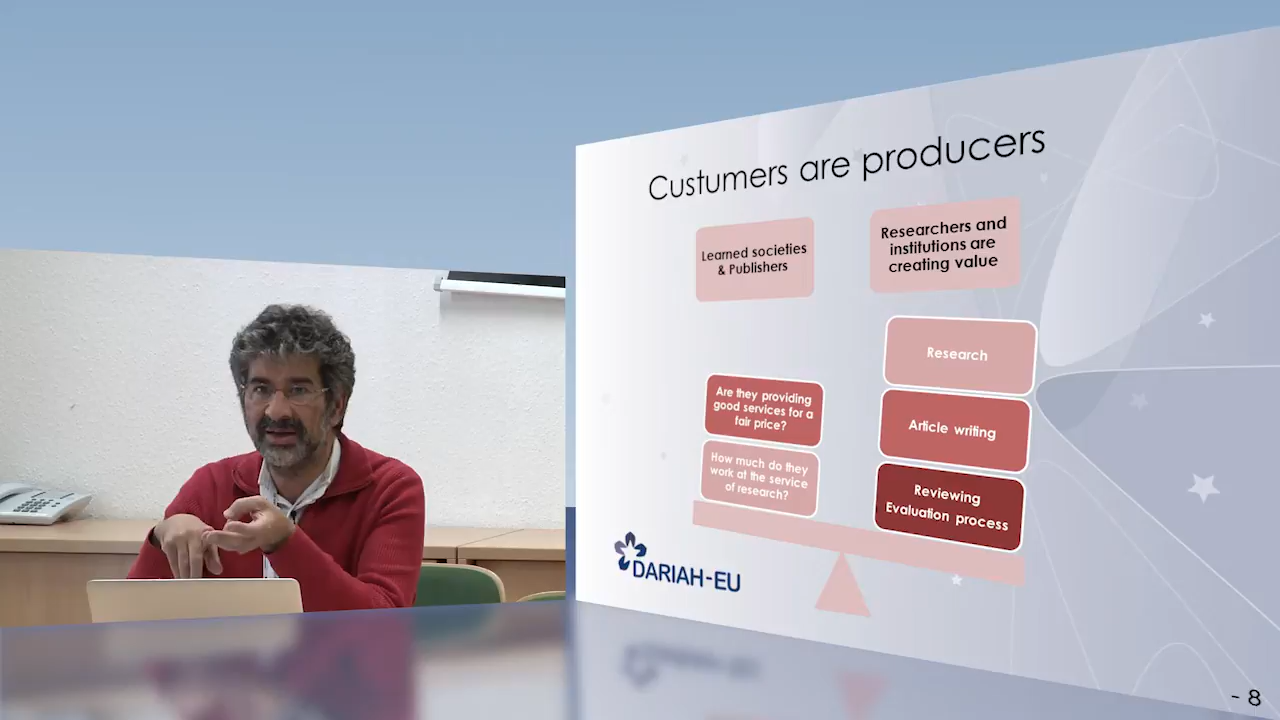 Custumers are producers
Learned societies
& Publishers
Researchers and
institutions are
creating value
Are they providing
good services for a
fair price?
How much do they
work at the service
of research?
Research
Article writing
Reviewing
Evaluation process
DARIAH-EU
- 8